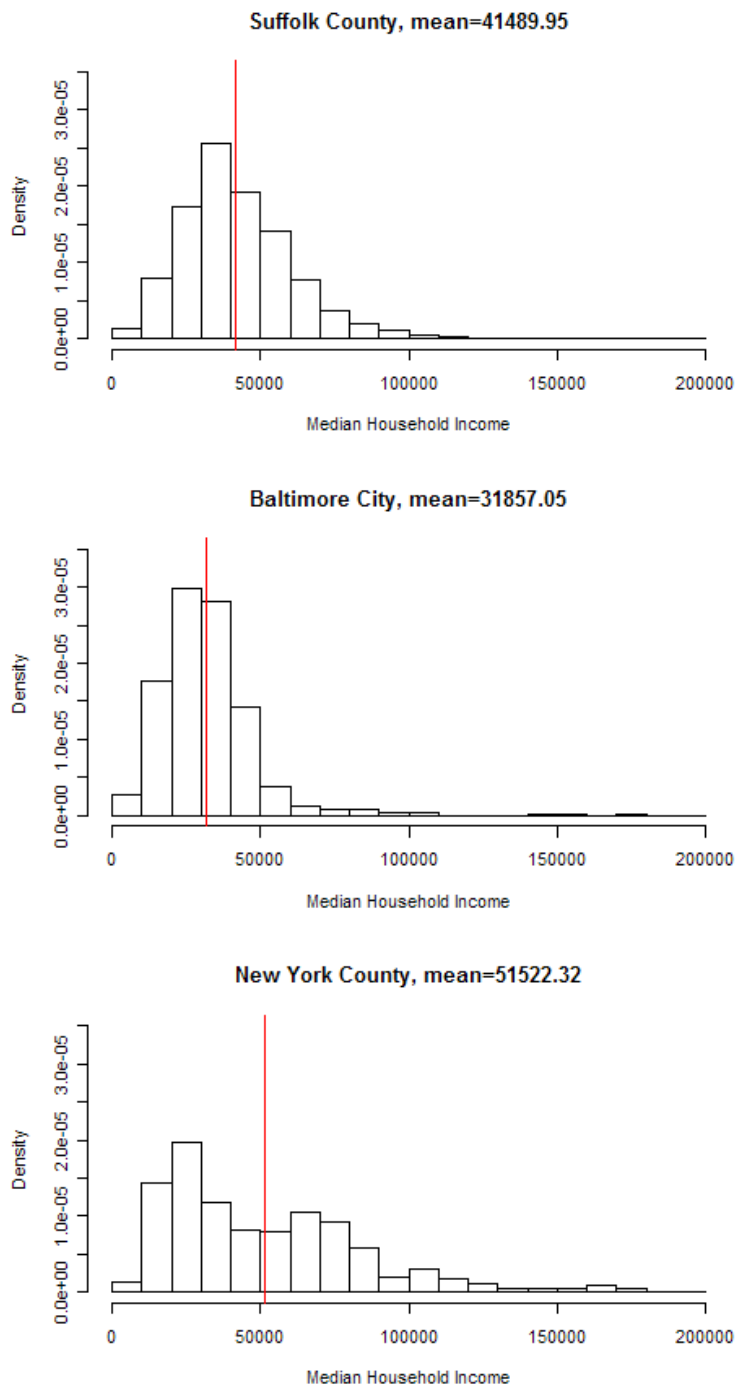 Suffolk County, mean=41489.95
Density
0.0e+00 1.0e-05 2.0e-05 3.0e-05
0 50000 100000 150000 200000
Median Household Income
Baltimore City, mean=31857.05
Density
0.0e+00 1.0e-05 2.0e-05 3.0e-05
0 50000 100000 150000 200000
Median Household Income
New York County, mean=51522.32
Density
0.0e+00 1.0e-05 2.0e-05 3.0e-05
0 50000 100000 150000 200000
Median Household Income